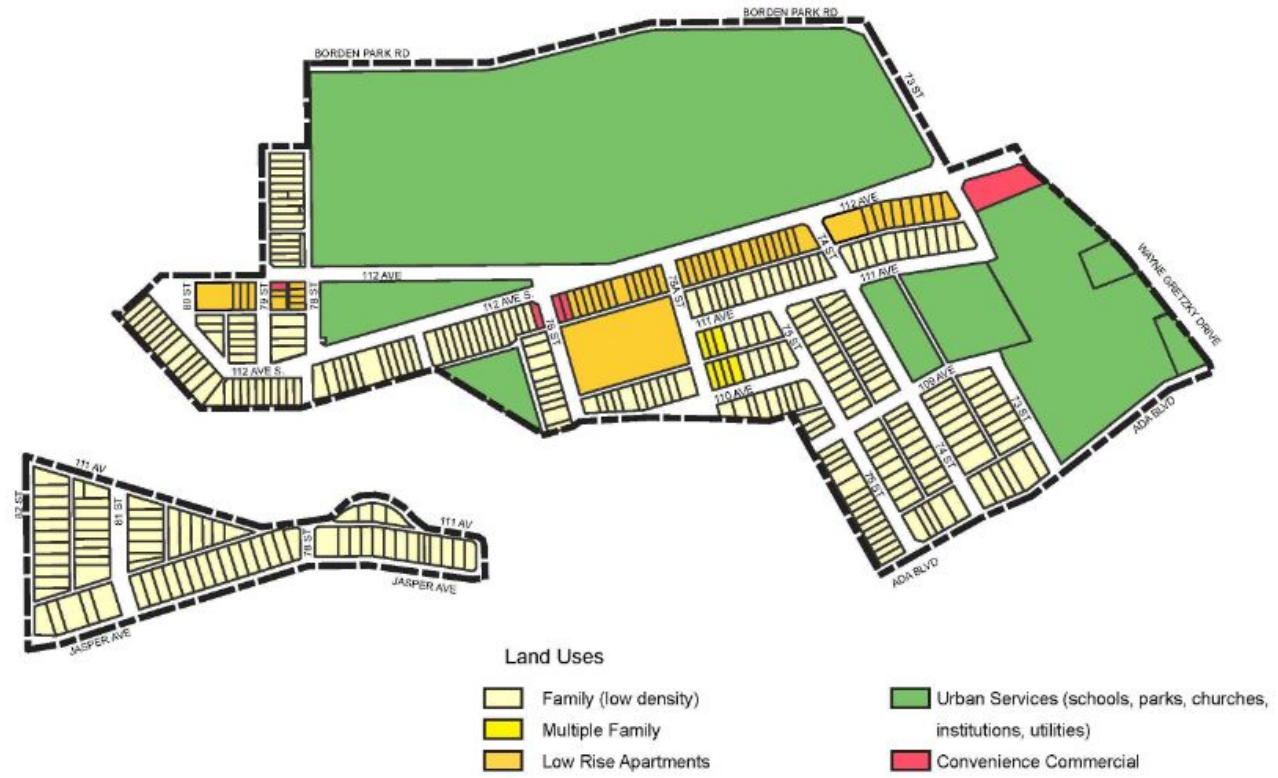 BORDEN PARK RD
BORDEN PARK RD
73 ST
112 AVE
74 ST
111 AVE
WAYNE GRETZKY DRIVE
112 AVE
80 ST
79 ST
78 ST
112 AVE S.
76 ST
75A ST
111 AVE
75 ST
112 AVE S.
110 AVE
109 AVE
73 ST
ADA BLVD
74 ST
75 ST
ADA BLVD
111 AV
82 ST
81 ST
78 ST
111 AV
JASPER AVE
JASPER AVE
Land Uses
Family (low density)
Multiple Family
Low Rise Apartments
Urban Services (schools, parks, churches,
institutions, utilities)
Convenience Commercial